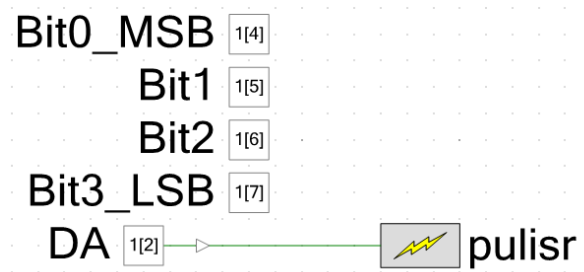 Bit0_MSB 1[4]
Bit1 1[5]
Bit2 1[6]
Bit3_LSB 1[7]
DA 1[2] pulisr